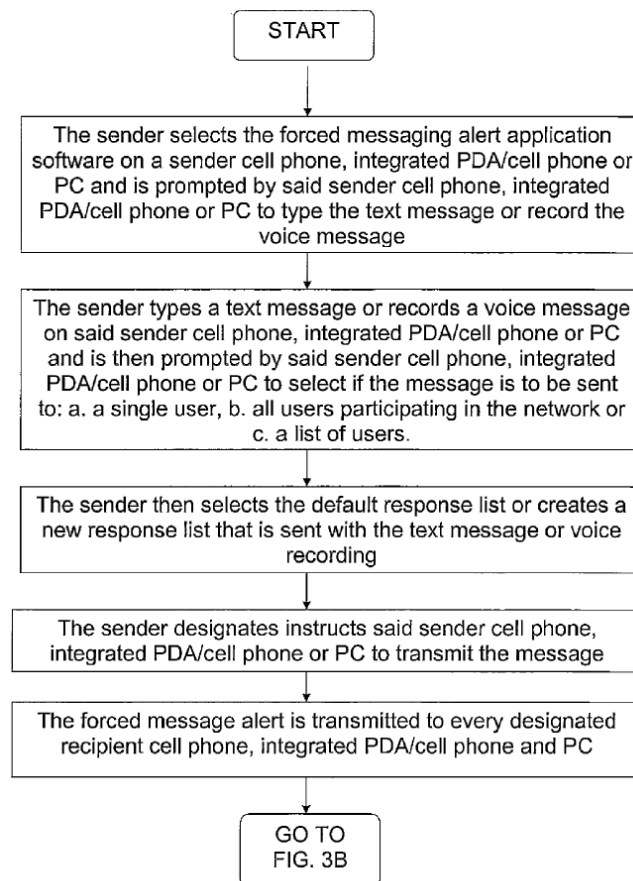 START
The sender selects the forced messaging alert application
software on a sender cell phone, integrated PDA/cell phone or
PC and is prompted by said sender cell phone, integrated
PDA/cell phone or PC to type the text message or record the
voice message
The sender types a text message or records a voice message
on said sender cell phone, integrated PDA/cell phone or PC
and is then prompted by said sender cell phone, integrated
PDA/cell phone or PC to select if the message is to be sent
to: a. a single user, b. all users participating in the network or
c. a list of users.
The sender then selects the default response list or creates a
new response list that is sent with the text message or voice
recording
The sender designates instructs said sender cell phone,
integrated PDA/cell phone or PC to transmit the message
The forced message alert is transmitted to every designated
recipient cell phone, integrated PDA/cell phone and PC
GO TO
FIG. 3B